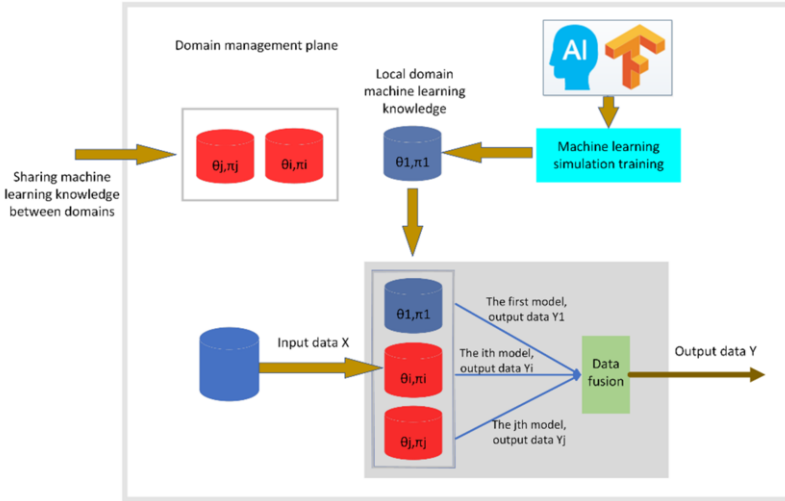 Domain management plane
AI
Local domain
machine learning
knowledge
θj,πj
θi,πi
θ1,π1
Machine learning
simulation training
Sharing machine
learning knowledge
between domains
θ1,π1
The first model,
output data Y1
Input data X
θi,πi
The ith model,
output data Yi
Data
fusion
Output data Y
θj,πj
The jth model,
output data Yj